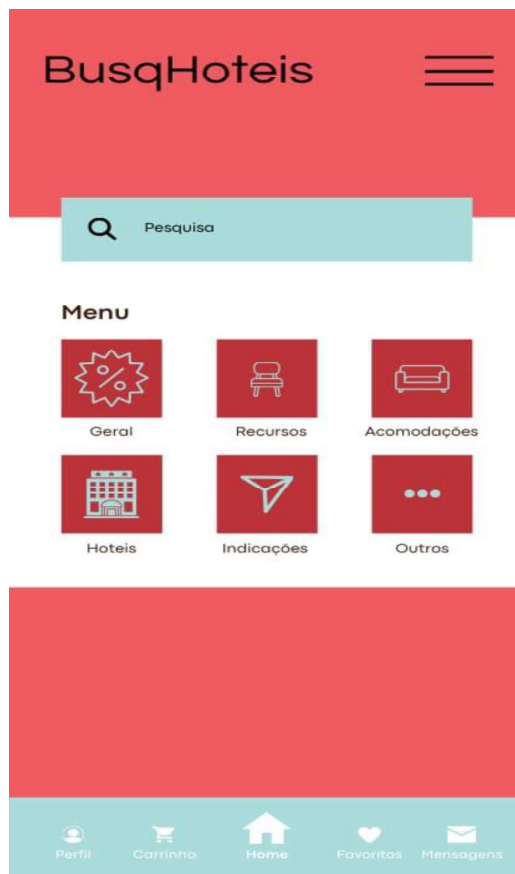 BusqHoteis
Pesquisa
Menu
%
Geral Recursos Acomodações
Hoteis Indicações Outros
Perfil Carrinho Home Favoritos Mensagens